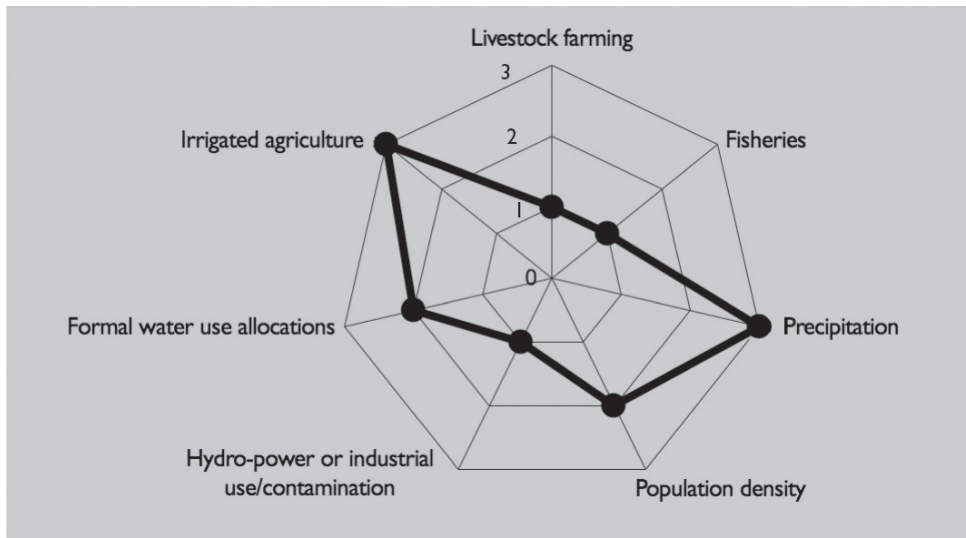 Livestock farming
3
Irrigated agriculture
2
Fisheries
1
0
Formal water use allocations
Precipitation
Hydro-power or industrial
use/contamination
Population density